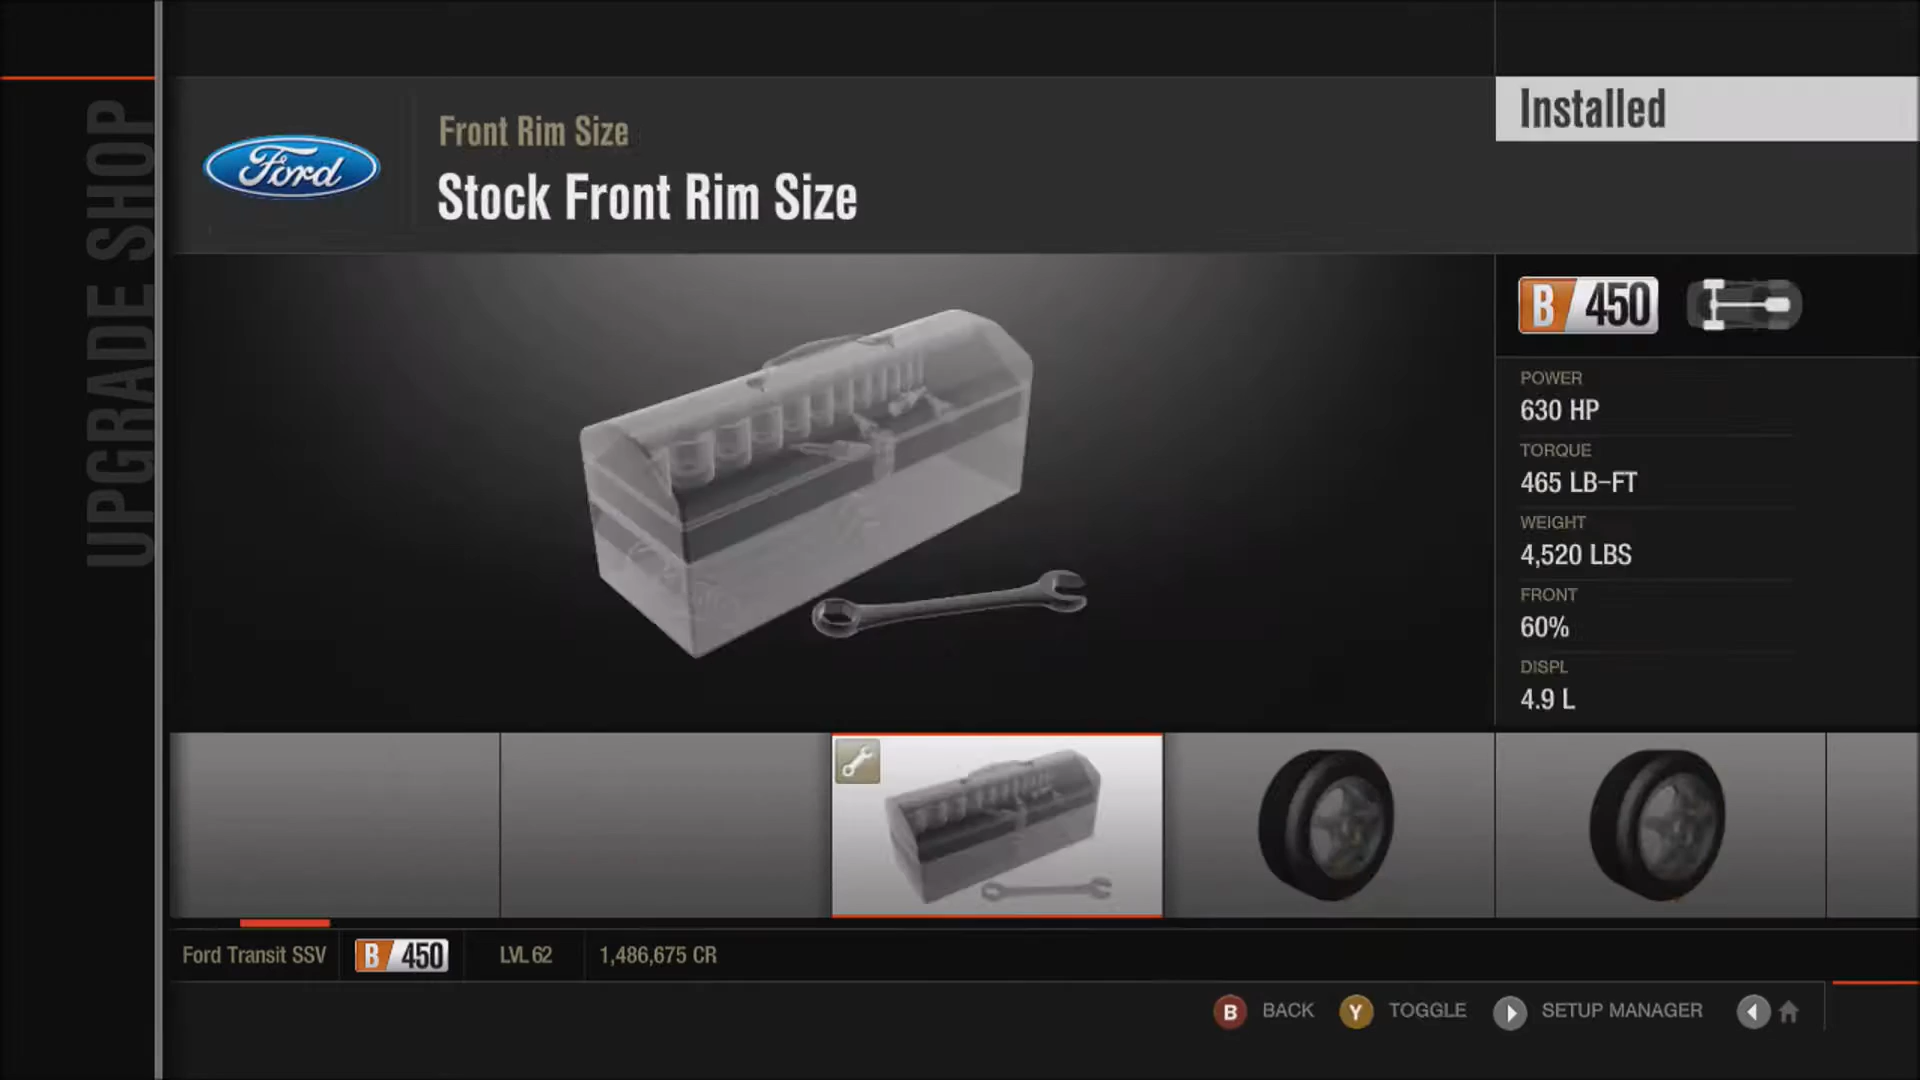 UPGRADE SHOP
Ford
Front Rim Size
Stock Front Rim Size
Installed
B 450
POWER
630 HP
TORQUE
465 LB-FT
WEIGHT
4,520 LBS
FRONT
60%
DISPL
4.9 L
Ford Transit SSV B 450 LVL 62 1,486,675 CR
B BACK Y TOGGLE SETUP MANAGER